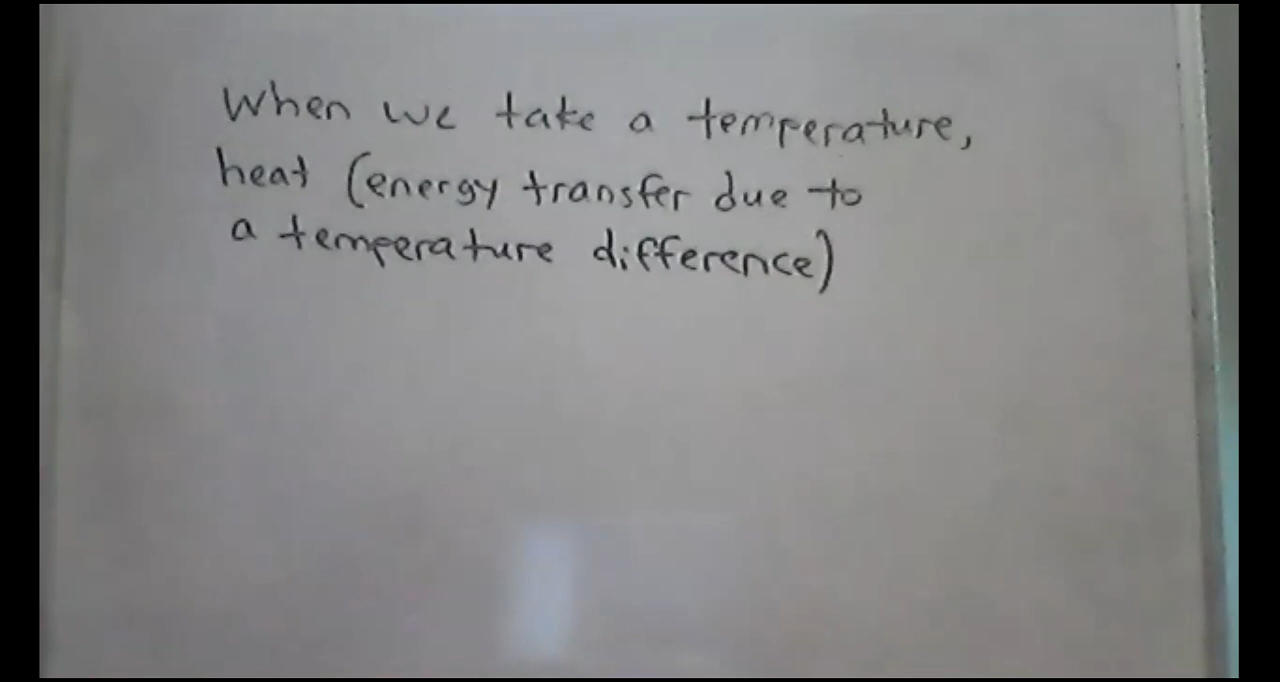 When we take a temperature,
heat (energy transfer due to
a temperature difference)